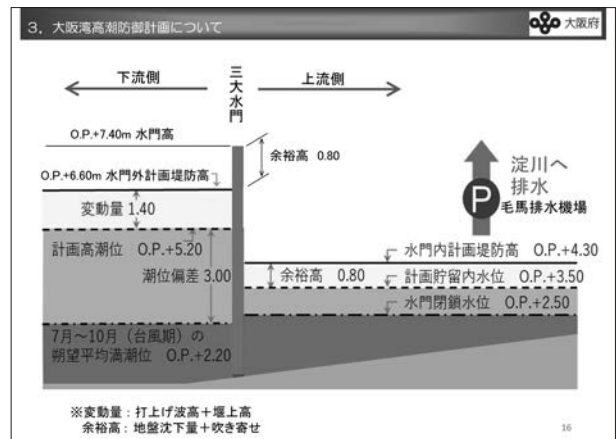 3．大阪湾高潮防御計画について
大阪府
下流側
三大水門
上流側
O.P.+7.40m 水門高
余裕高 0.80
O.P.+6.60m 水門外計画堤防高
変動量 1.40
計画高潮位 O.P.+5.20
潮位偏差 3.00
7月～10月（台風期）の
朔望平均満潮位 O.P.+2.20
淀川へ
排水
P
毛馬排水機場
水門内計画堤防高 O.P.+4.30
余裕高 0.80
計画貯留内水位 O.P.+3.50
水門閉鎖水位 O.P.+2.50
※変動量：打上げ波高＋堰上高
余裕高：地盤沈下量＋吹き寄せ
16